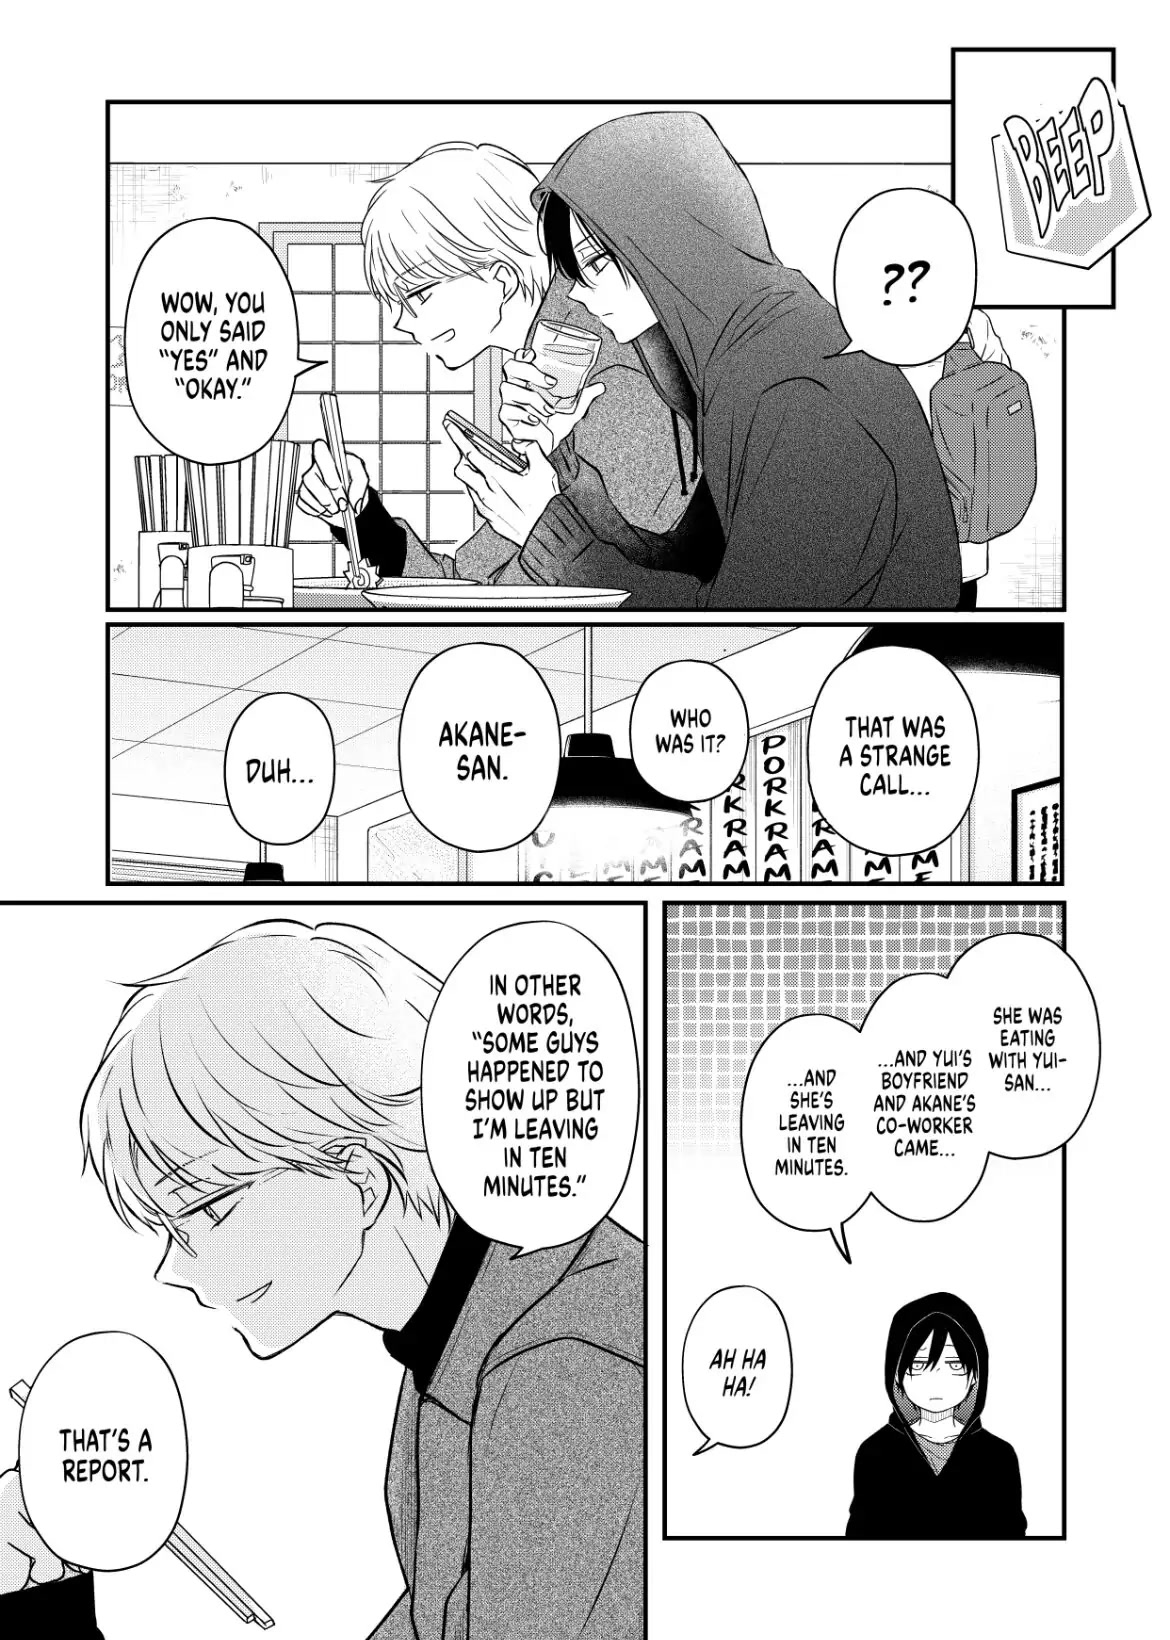 BEEP
??
WOW, YOU
ONLY SAID
"YES" AND
"OKAY."
THAT WAS
A STRANGE
CALL...
WHO
WAS IT?
AKANE-
SAN.
DUH...
PORKRAM
SHE WAS
EATING
WITH YUI-
SAN...
...AND YUI'S
BOYFRIEND
AND AKANE'S
CO-WORKER
CAME...
...AND
SHE'S
LEAVING
IN TEN
MINUTES.
AH HA
HA!
IN OTHER
WORDS,
"SOME GUYS
HAPPENED TO
SHOW UP BUT
I'M LEAVING
IN TEN
MINUTES."
THAT'S A
REPORT.